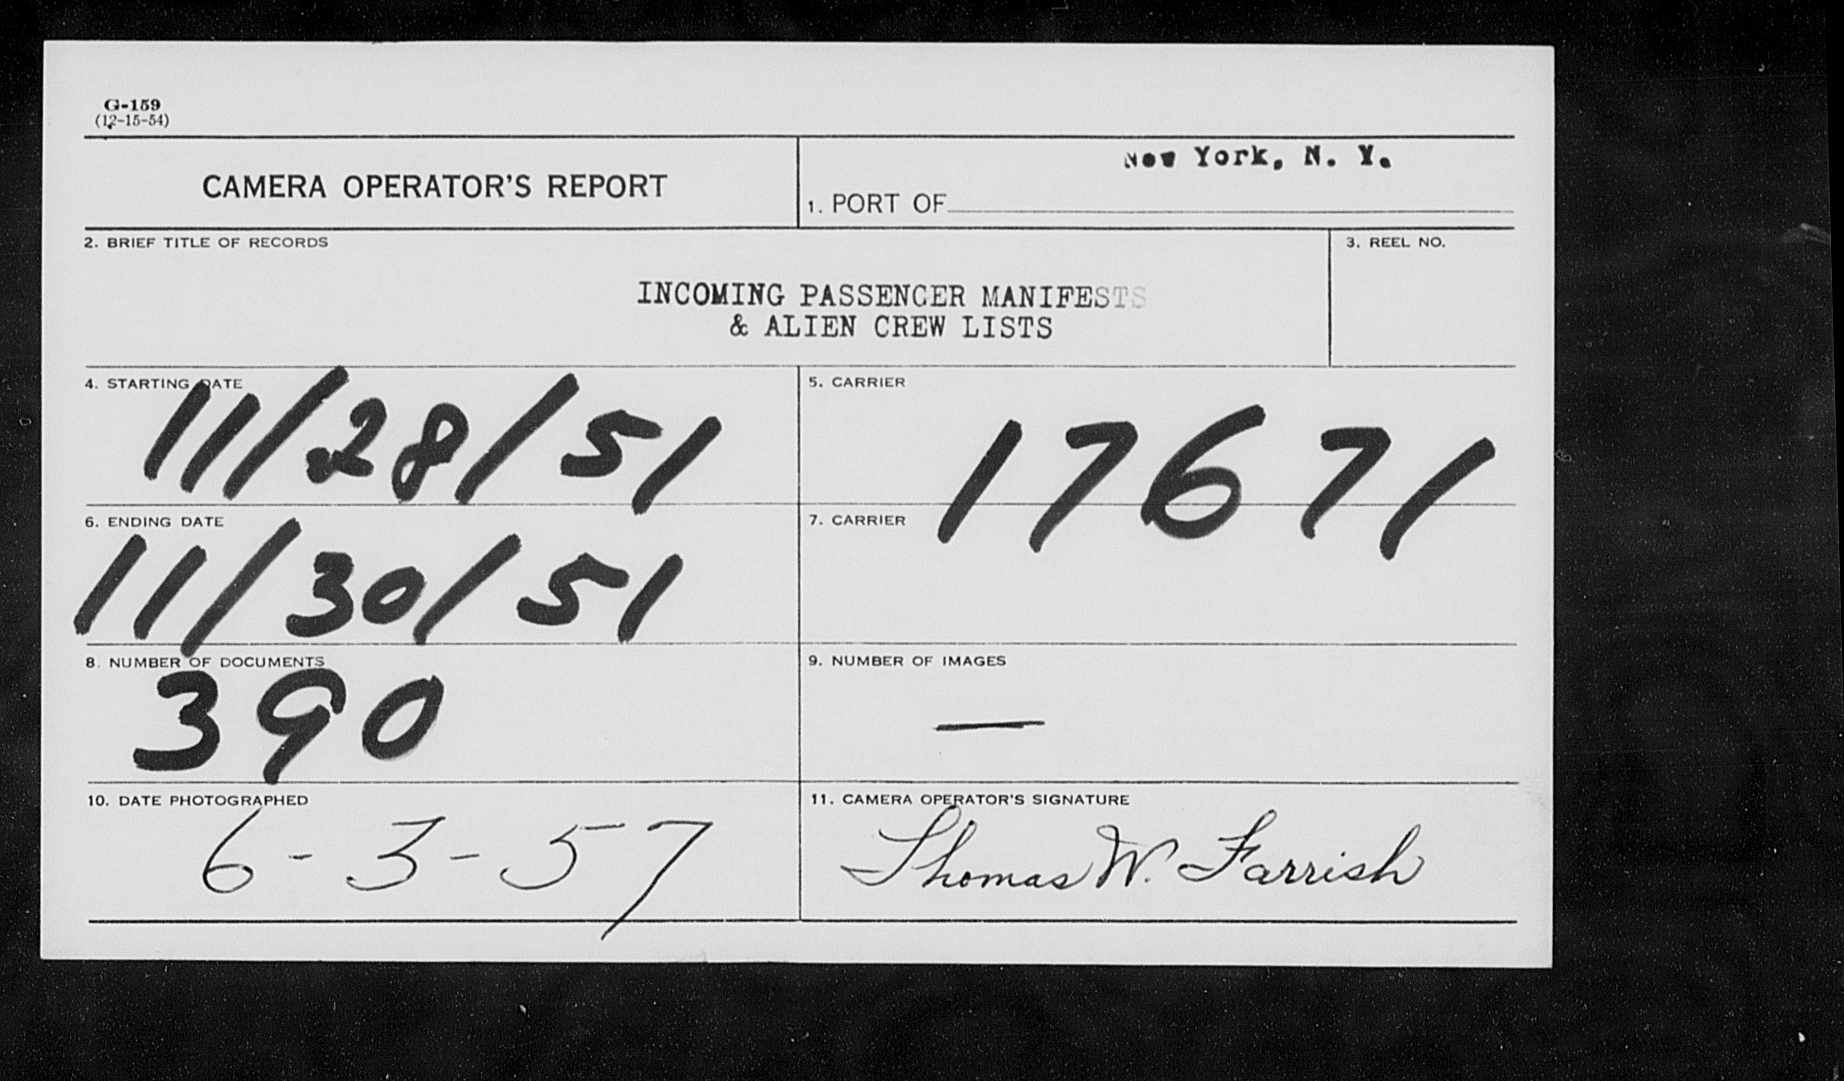 G-159
(12-15-54)
CAMERA OPERATOR'S REPORT
New York, N. Y.
1. PORT OF
2. BRIEF TITLE OF RECORDS
3. REEL NO.
INCOMING PASSENGER MANIFESTS
& ALIEN CREW LISTS
4. STARTING DATE
11/28/51
5. CARRIER
17671
6. ENDING DATE
11/30/51
7. CARRIER
8. NUMBER OF DOCUMENTS
390
9. NUMBER OF IMAGES
—
10. DATE PHOTOGRAPHED
6-3-57
11. CAMERA OPERATOR'S SIGNATURE
Thomas W. Farrish